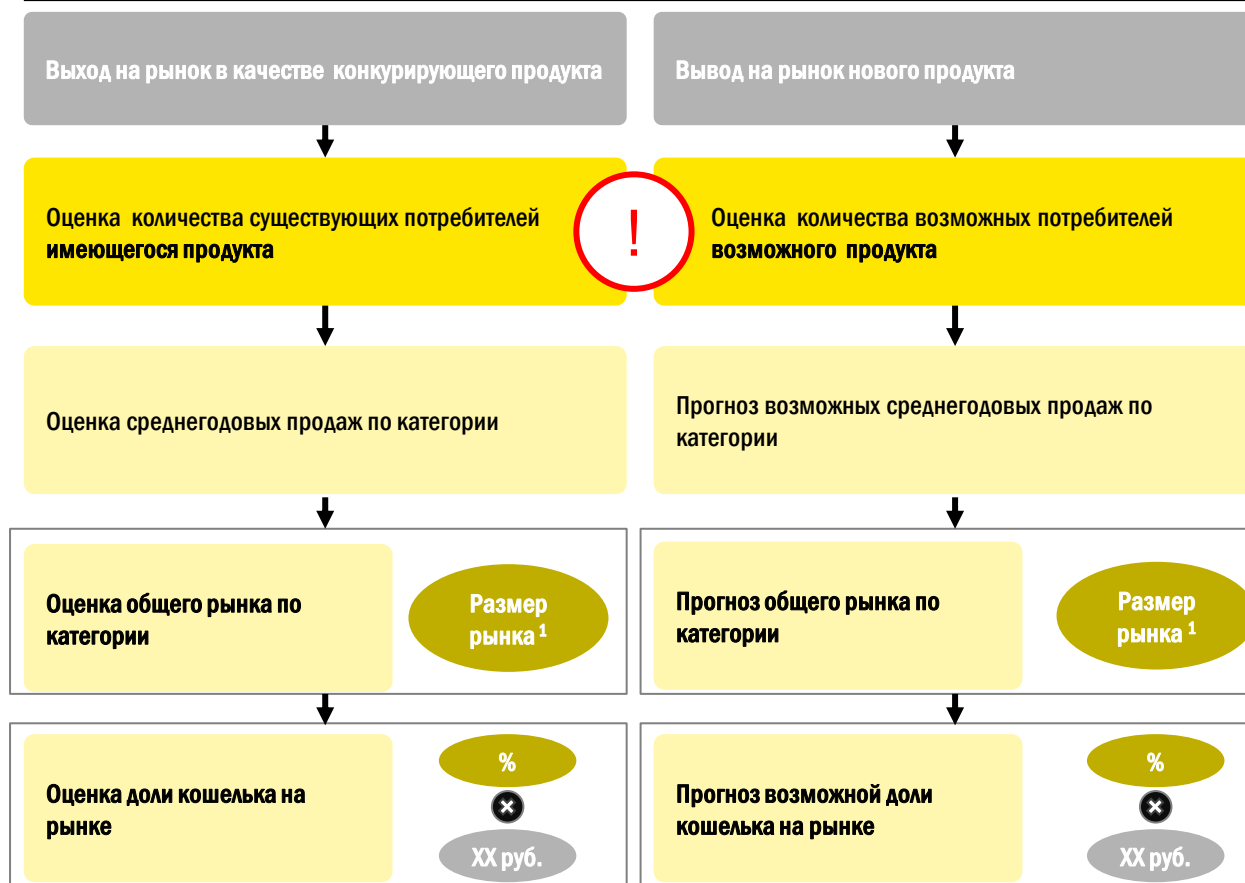 Выход на рынок в качестве конкурирующего продукта
Вывод на рынок нового продукта
Оценка количества существующих потребителей
имеющегося продукта
!
Оценка количества возможных потребителей
возможного продукта
Оценка среднегодовых продаж по категории
Прогноз возможных среднегодовых продаж по
категории
Оценка общего рынка по
категории
Размер
рынка 1
Прогноз общего рынка по
категории
Размер
рынка 1
Оценка доли кошелька на
рынке
%
XX руб.
Прогноз возможной доли
кошелька на рынке
%
XX руб.